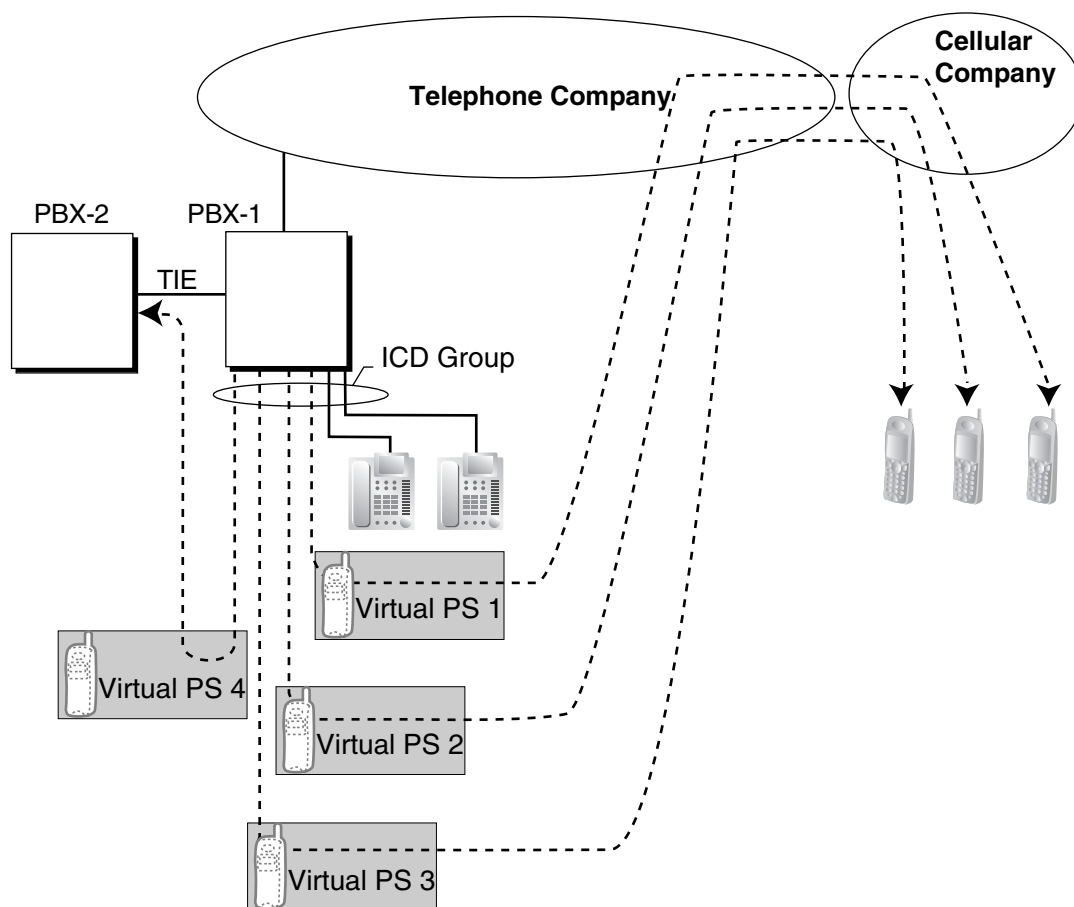 Cellular
Company
Telephone Company
PBX-2
PBX-1
TIE
ICD Group
Virtual PS 1
Virtual PS 4
Virtual PS 2
Virtual PS 3